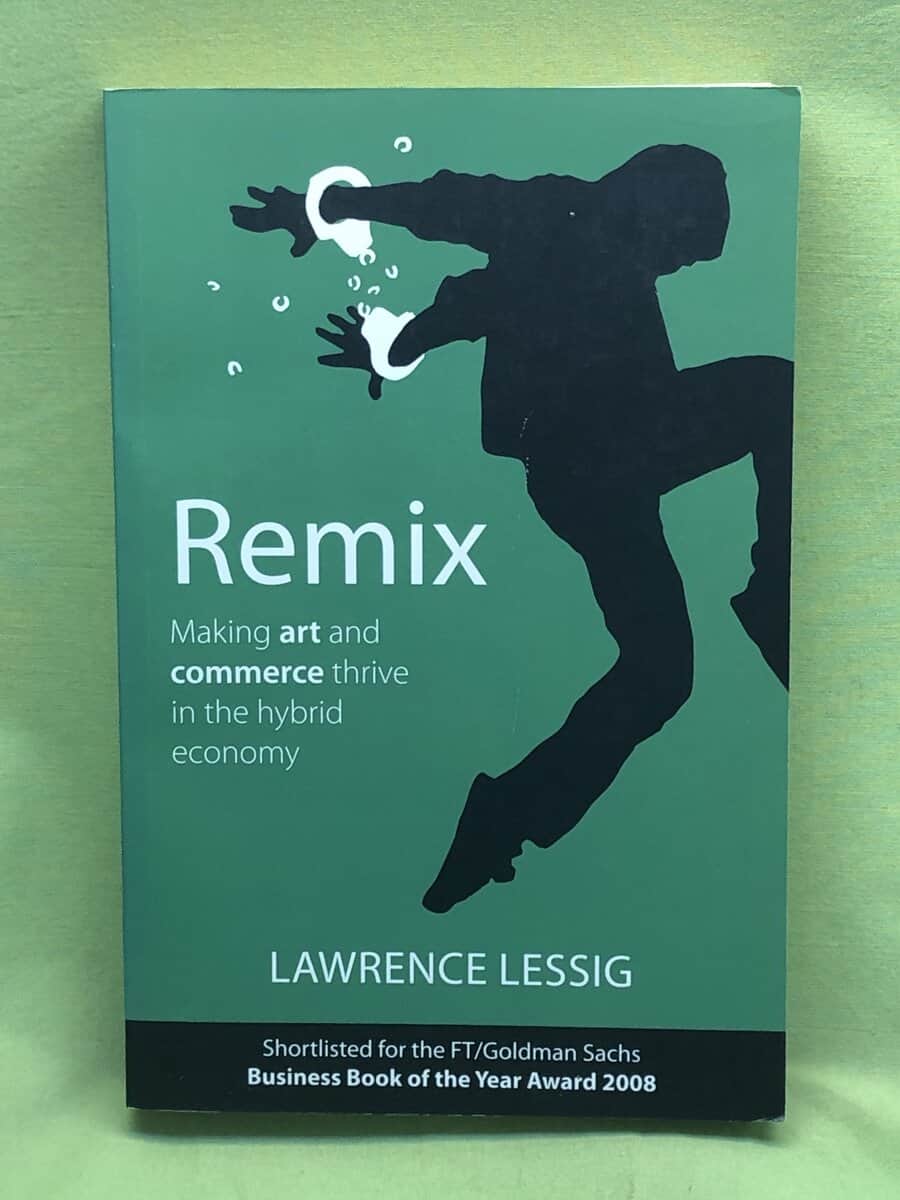 Remix
Making art and
commerce thrive
in the hybrid
economy
LAWRENCE LESSIG
Shortlisted for the FT/Goldman Sachs
Business Book of the Year Award 2008